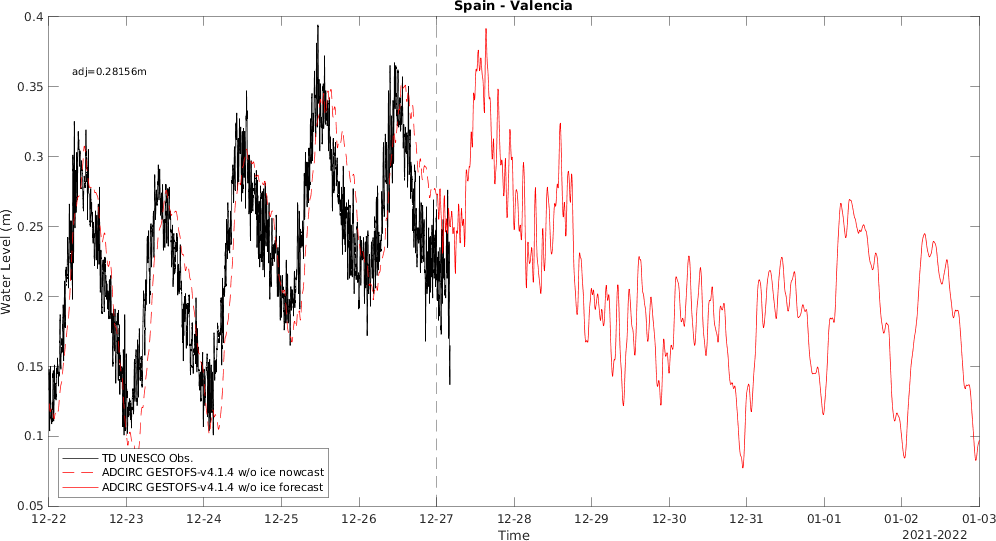 Spain - Valencia
0.4
0.35
0.3
0.25
0.2
0.15
0.1
0.05
Water Level (m)
adj=0.28156m
TD UNESCO Obs.
ADCIRC GESTOFS-v4.1.4 w/o ice nowcast
ADCIRC GESTOFS-v4.1.4 w/o ice forecast
12-22 12-23 12-24 12-25 12-26 12-27 12-28 12-29 12-30 12-31 01-01 01-02 01-03
Time
2021-2022